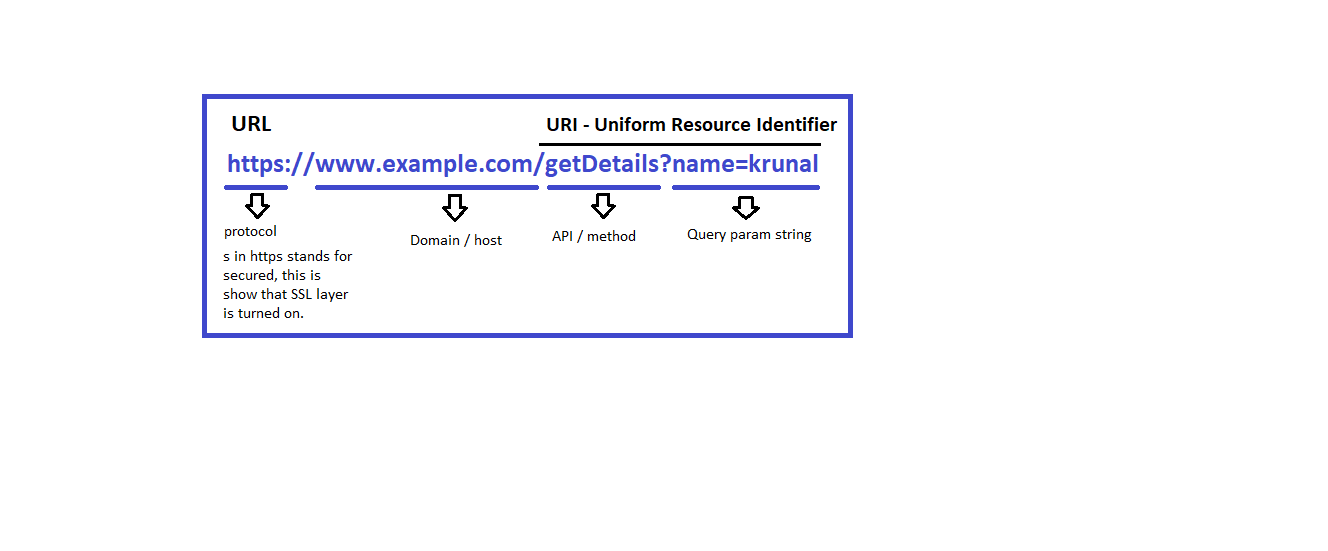 URL
URI - Uniform Resource Identifier
https://www.example.com/getDetails?name=krunal
protocol
s in https stands for
secured, this is
show that SSL layer
is turned on.
Domain / host
API / method
Query param string